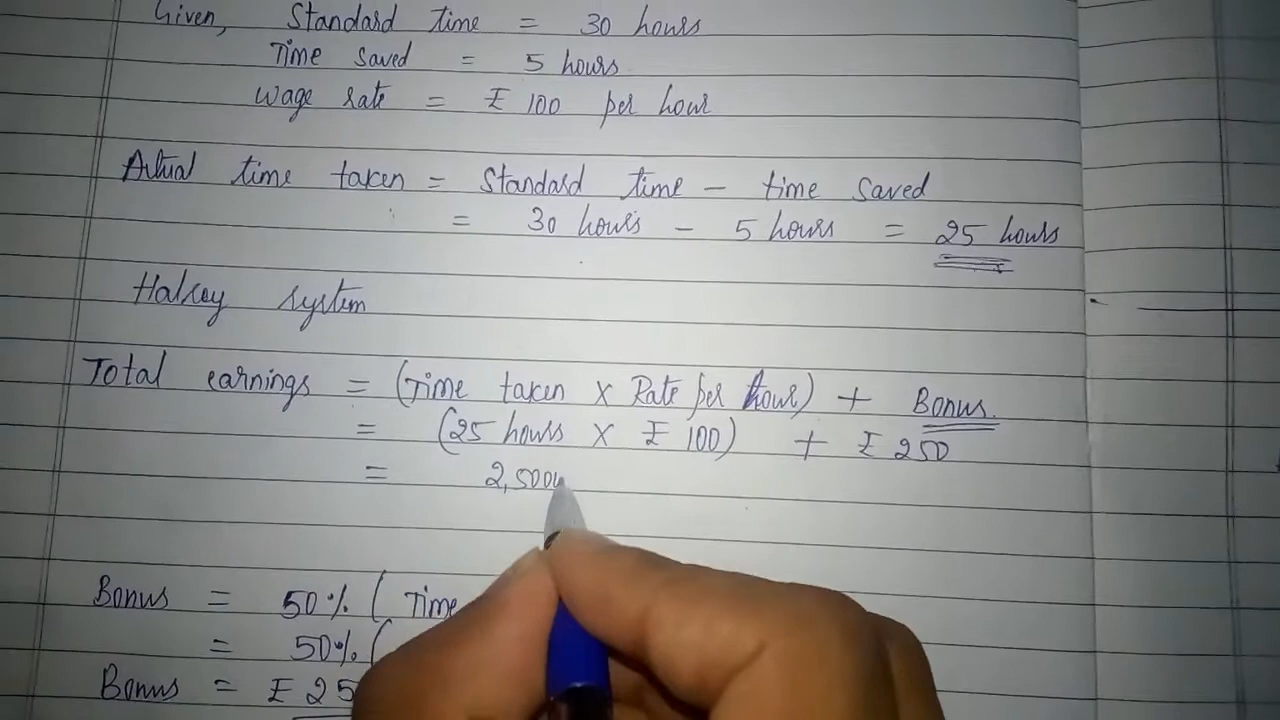 Given, Standard time = 30 hours
Time saved = 5 hours
Wage rate = ₹ 100 per hour
Actual time taken = Standard time - time saved
= 30 hours - 5 hours = 25 hours
Halsey system
Total earnings = (Time taken X Rate per hour) + Bonus.
= (25 hours X ₹ 100) + ₹ 250
= 2,500
Bonus = 50% ( Time
= 50% (
Bonus = ₹ 25